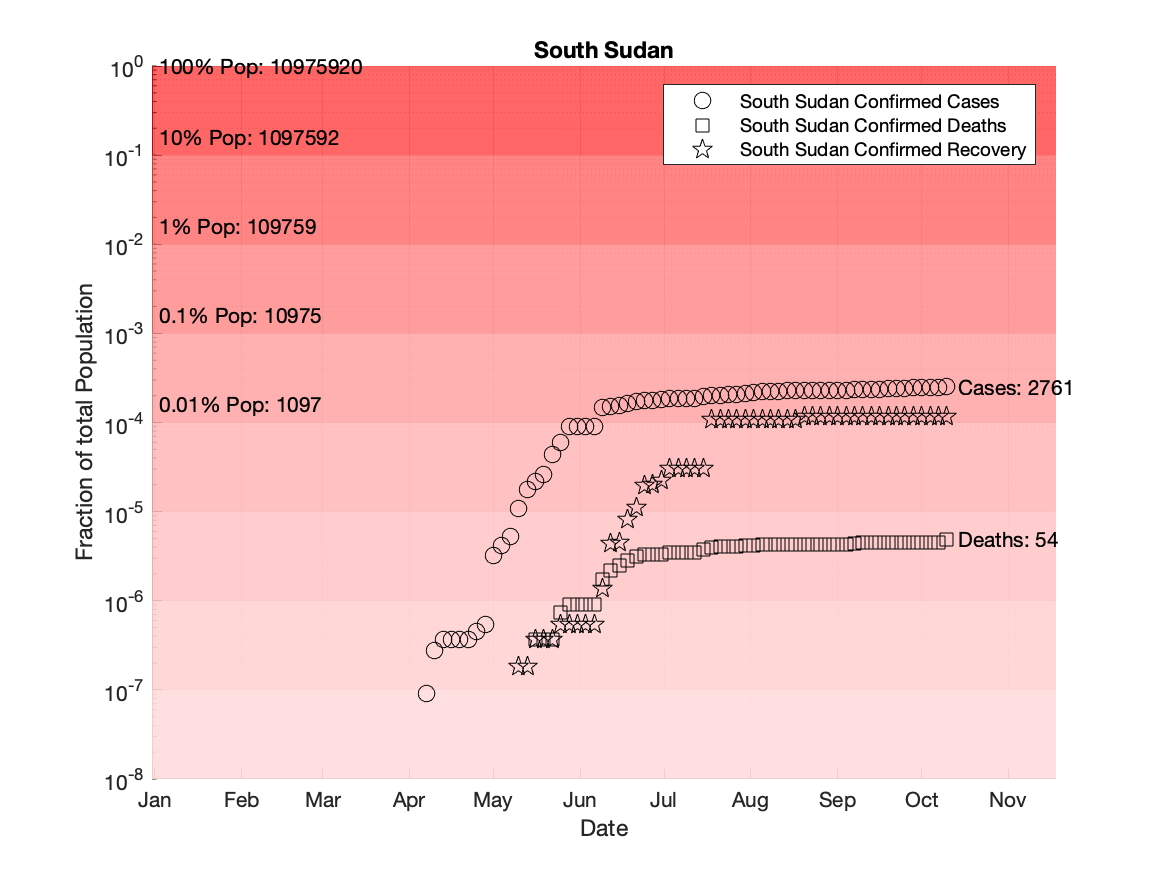 South Sudan
10^0
100% Pop: 10975920
South Sudan Confirmed Cases
South Sudan Confirmed Deaths
South Sudan Confirmed Recovery
10% Pop: 1097592
10^-1
1% Pop: 109759
10^-2
0.1% Pop: 10975
10^-3
Cases: 2761
0.01% Pop: 1097
10^-4
10^-5
Deaths: 54
10^-6
10^-7
10^-8
Fraction of total Population
Jan Feb Mar Apr May Jun Jul Aug Sep Oct Nov
Date